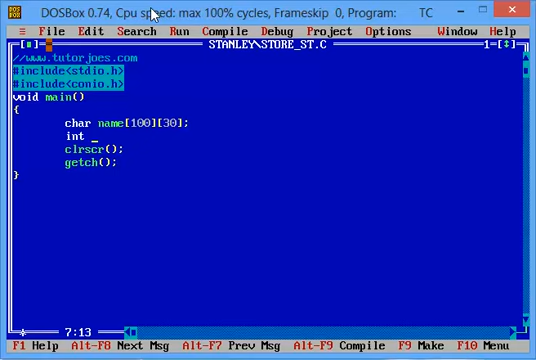 DOSBox 0.74, Cpu speed: max 100% cycles, Frameskip 0, Program: TC
≡ File Edit Search Run Compile Debug Project Options Window Help
[■] STANLEY\STORE_ST.C 1=[↕]
//www.tutorjoes.com
#include<stdio.h>
#include<conio.h>
void main()
{
char name[100][30];
int _
clrscr();
getch();
}
* 7:13
F1 Help Alt-F8 Next Msg Alt-F7 Prev Msg Alt-F9 Compile F9 Make F10 Menu